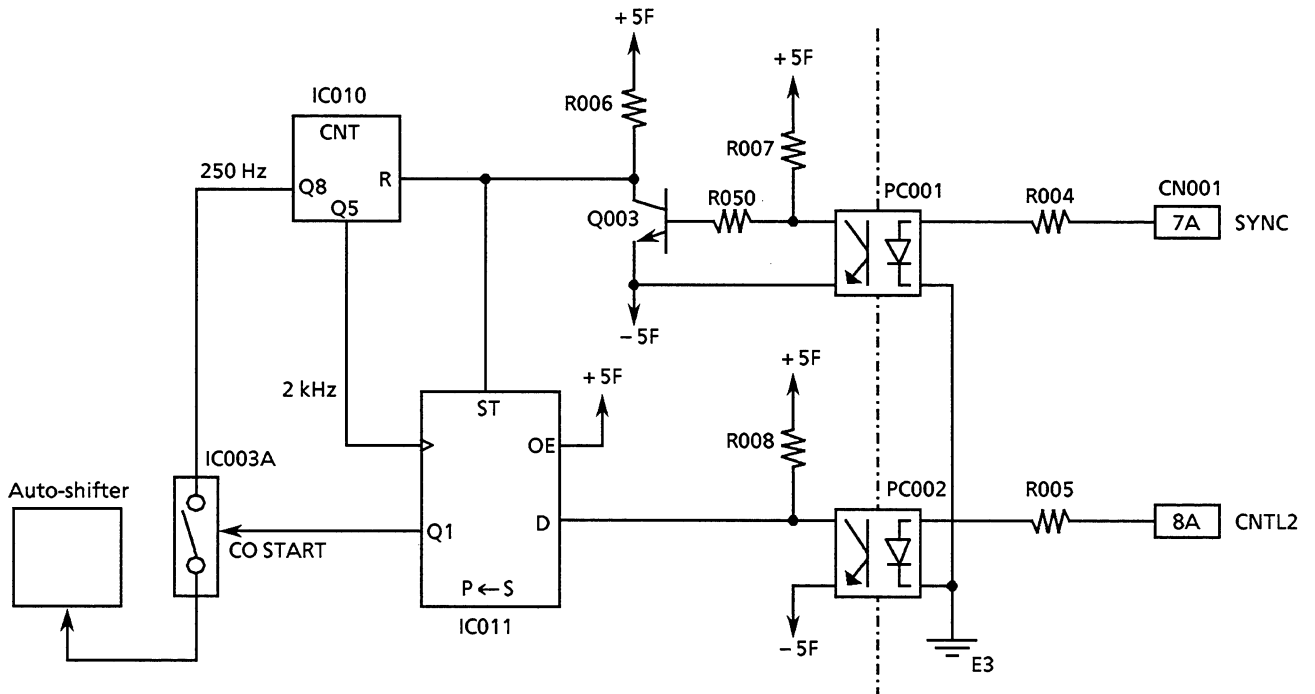 +5F
+5F
IC010
R006
CNT
R007
250 Hz
R
PC001
Q8
R050
R004
CN001
Q5
Q003
7A
SYNC
-5F
+5F
+5F
2 kHz
ST
R008
OE
IC003A
PC002
R005
Auto-shifter
D
8A
CNTL2
Q1
CO START
P←S
IC011
-5F
E3